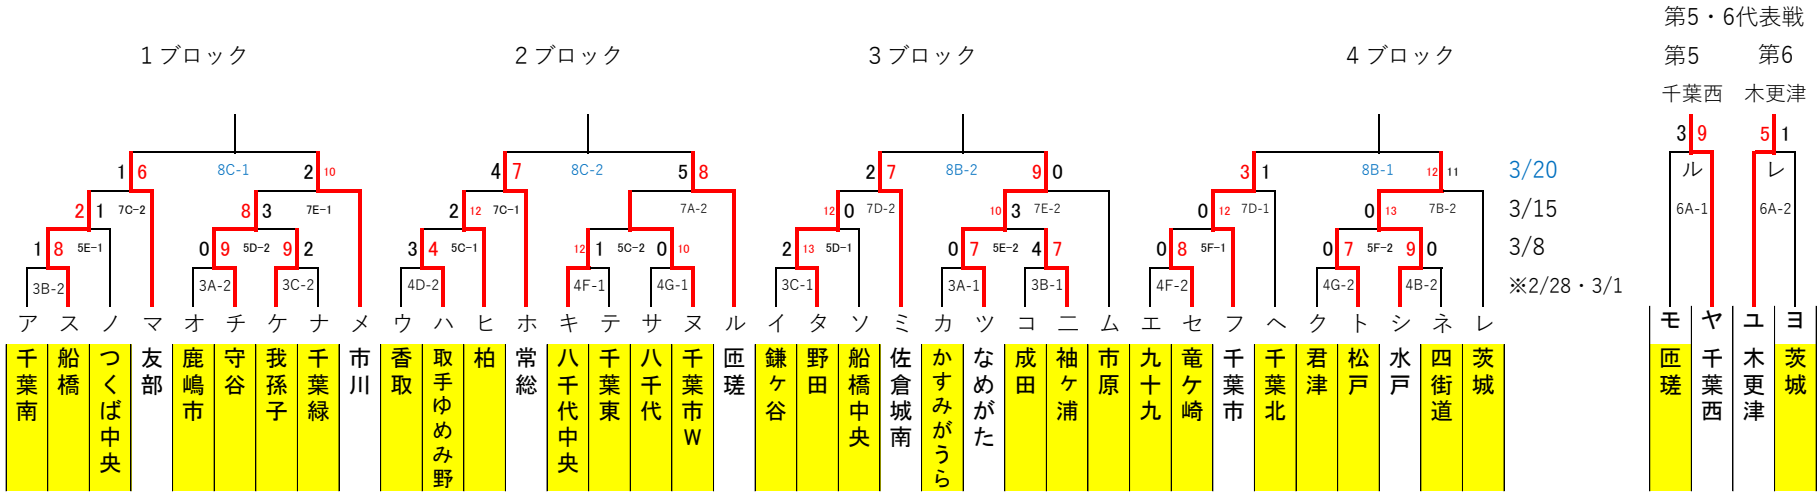 第5・6代表戦
1ブロック 2ブロック 3ブロック 4ブロック 第5 第6
千葉西 木更津
3 9 5 1
1 6 8C-1 2 10 4 7 8C-2 5 8 2 7 8B-2 9 0 3 1 8B-1 12 11 3/20 ル レ
2 1 7C-2 8 3 7E-1 2 12 7C-1 7A-2 12 0 7D-2 10 3 7E-2 0 12 7D-1 0 13 7B-2 3/15 6A-1 6A-2
1 8 5E-1 0 9 5D-2 9 2 3 4 5C-1 12 1 5C-2 0 10 2 13 5D-1 0 7 5E-2 4 7 0 8 5F-1 0 7 5F-2 9 0 3/8
3B-2 3A-2 3C-2 4D-2 4F-1 4G-1 3C-1 3A-1 3B-1 4F-2 4G-2 4B-2 ※2/28・3/1
ア ス ノ マ オ チ ケ ナ メ ウ ハ ヒ ホ キ テ サ ヌ ル イ タ ソ ミ カ ツ コ ニ ム エ セ フ ヘ ク ト シ ネ レ モ ヤ ユ ヨ
千葉南
船橋
つくば中央
友部
鹿嶋市
守谷
我孫子
千葉緑
市川
香取
取手ゆめみ野
柏
常総
八千代中央
千葉東
八千代
千葉市W
匝瑳
鎌ヶ谷
野田
船橋中央
佐倉城南
かすみがうら
なめがた
成田
袖ヶ浦
市原
九十九
竜ケ崎
千葉市
千葉北
君津
松戸
水戸
四街道
茨城
匝瑳
千葉西
木更津
茨城